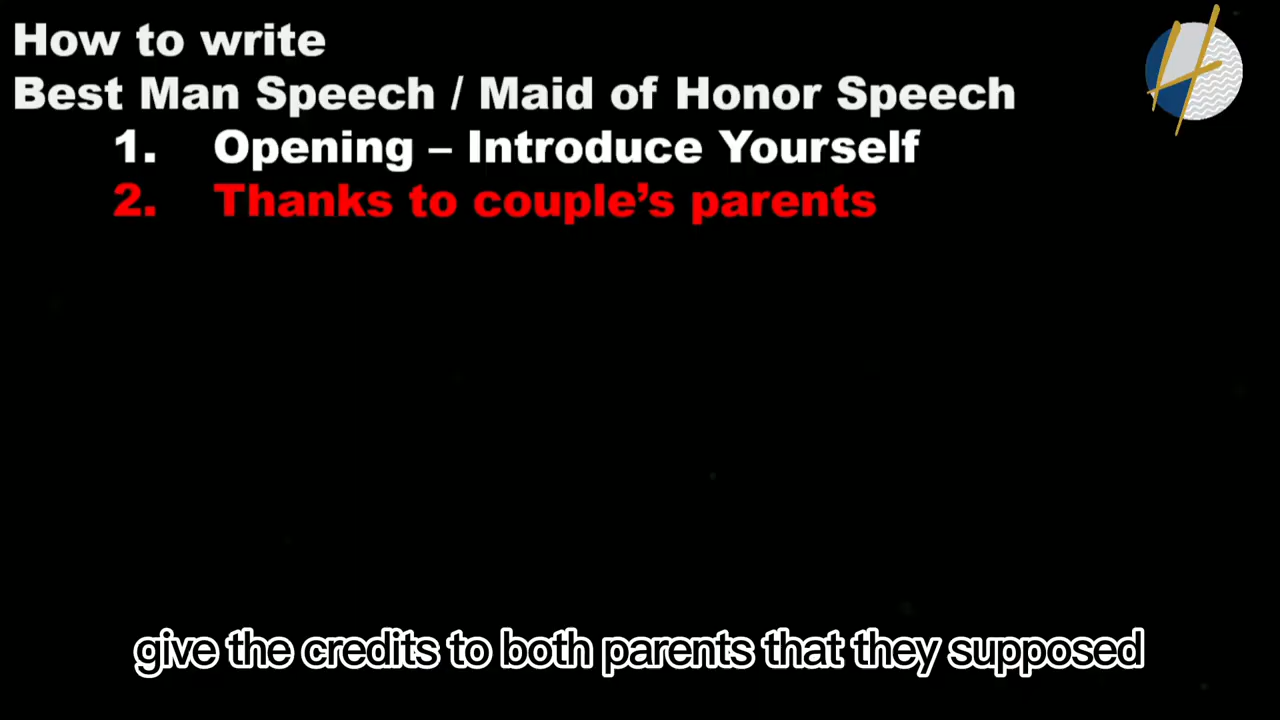 How to write
Best Man Speech / Maid of Honor Speech
1. Opening – Introduce Yourself
2. Thanks to couple’s parents
give the credits to both parents that they supposed